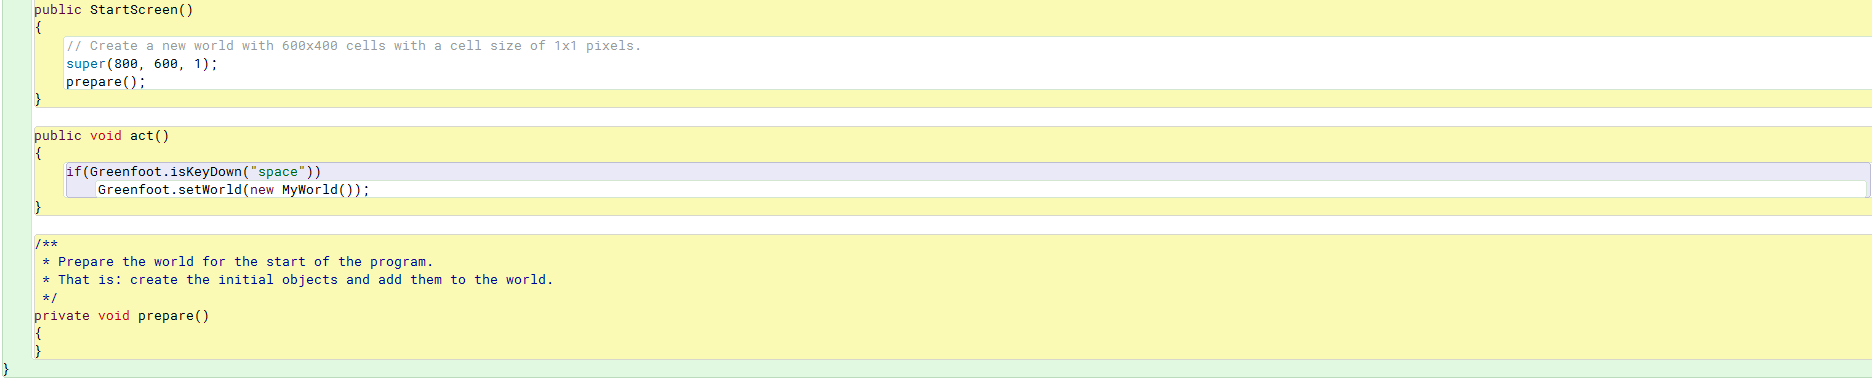 public StartScreen()
{
// Create a new world with 600x400 cells with a cell size of 1x1 pixels.
super(800, 600, 1);
prepare();
}
public void act()
{
if(Greenfoot.isKeyDown("space"))
Greenfoot.setWorld(new MyWorld());
}
/**
* Prepare the world for the start of the program.
* That is: create the initial objects and add them to the world.
*/
private void prepare()
{
}
}